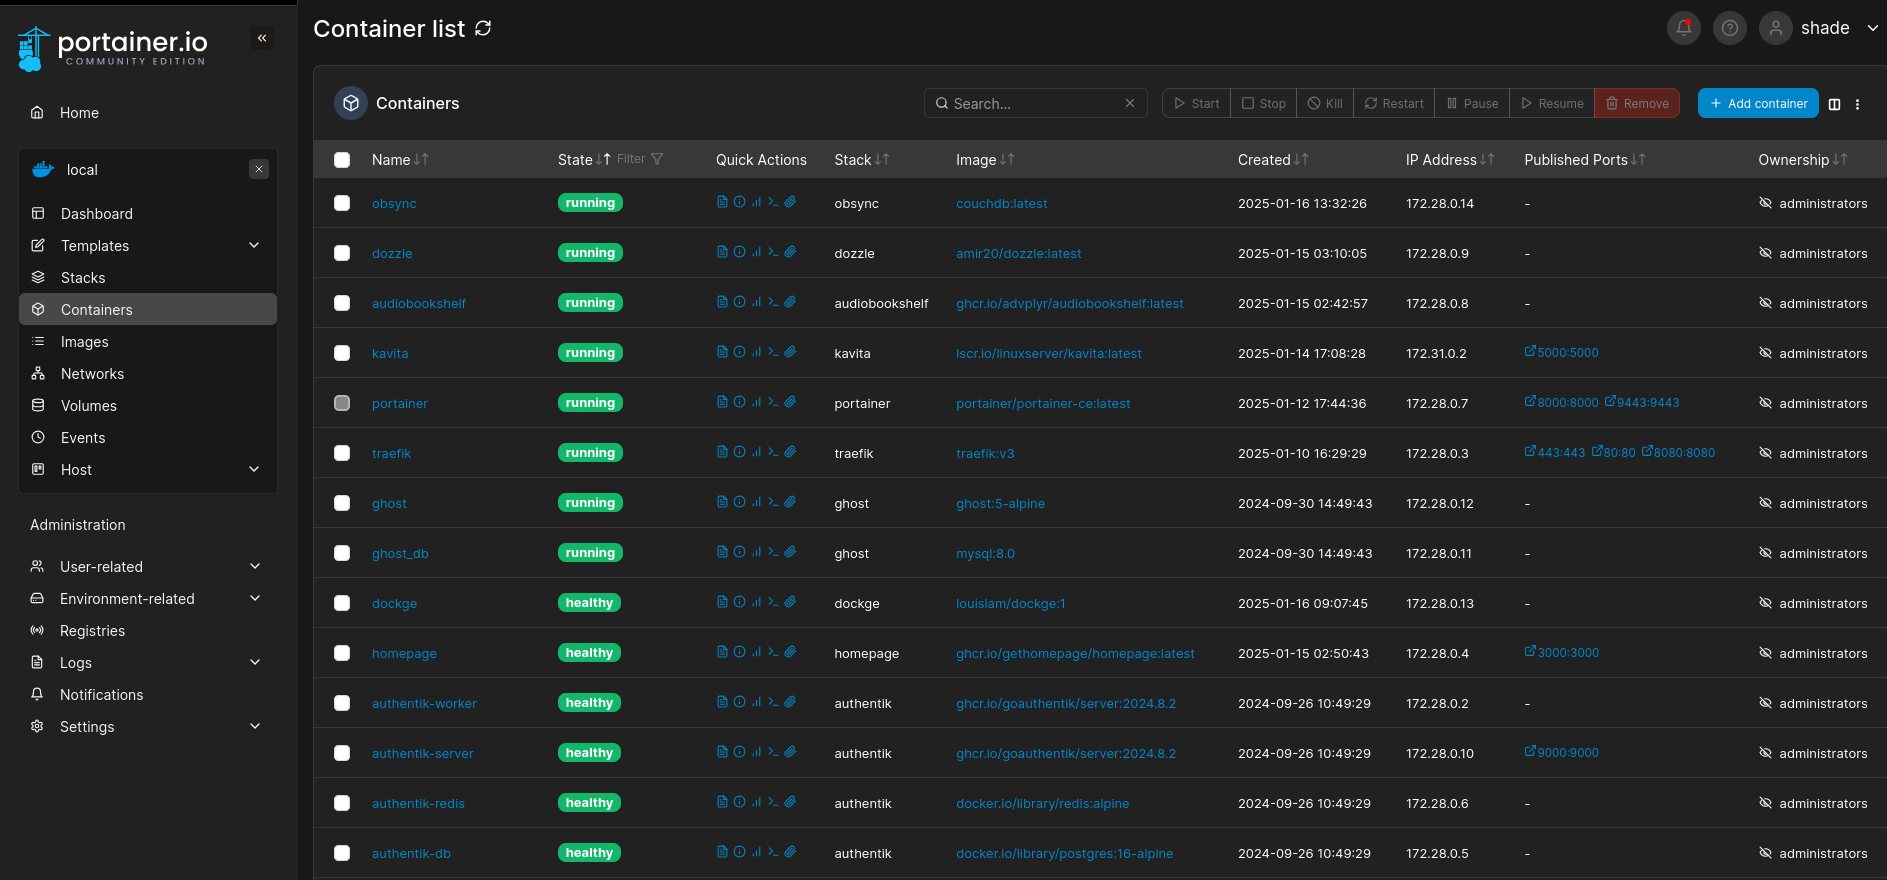 portainer.io
COMMUNITY EDITION
Home
local
Dashboard
Templates
Stacks
Containers
Images
Networks
Volumes
Events
Host
Administration
User-related
Environment-related
Registries
Logs
Notifications
Settings
Container list
shade
Containers
Search...
Start Stop Kill Restart Pause Resume Remove
+ Add container
Name State Filter Quick Actions Stack Image Created IP Address Published Ports Ownership
obsync running obsync couchdb:latest 2025-01-16 13:32:26 172.28.0.14 - administrators
dozzle running dozzle amir20/dozzle:latest 2025-01-15 03:10:05 172.28.0.9 - administrators
audiobookshelf running audiobookshelf ghcr.io/advplyr/audiobookshelf:latest 2025-01-15 02:42:57 172.28.0.8 - administrators
kavita running kavita lscr.io/linuxserver/kavita:latest 2025-01-14 17:08:28 172.31.0.2 5000:5000 administrators
portainer running portainer portainer/portainer-ce:latest 2025-01-12 17:44:36 172.28.0.7 8000:8000 9443:9443 administrators
traefik running traefik traefik:v3 2025-01-10 16:29:29 172.28.0.3 443:443 80:80 8080:8080 administrators
ghost running ghost ghost:5-alpine 2024-09-30 14:49:43 172.28.0.12 - administrators
ghost_db running ghost mysql:8.0 2024-09-30 14:49:43 172.28.0.11 - administrators
dockge healthy dockge louislam/dockge:1 2025-01-16 09:07:45 172.28.0.13 - administrators
homepage healthy homepage ghcr.io/gethomepage/homepage:latest 2025-01-15 02:50:43 172.28.0.4 3000:3000 administrators
authentik-worker healthy authentik ghcr.io/goauthentik/server:2024.8.2 2024-09-26 10:49:29 172.28.0.2 - administrators
authentik-server healthy authentik ghcr.io/goauthentik/server:2024.8.2 2024-09-26 10:49:29 172.28.0.10 9000:9000 administrators
authentik-redis healthy authentik docker.io/library/redis:alpine 2024-09-26 10:49:29 172.28.0.6 - administrators
authentik-db healthy authentik docker.io/library/postgres:16-alpine 2024-09-26 10:49:29 172.28.0.5 - administrators